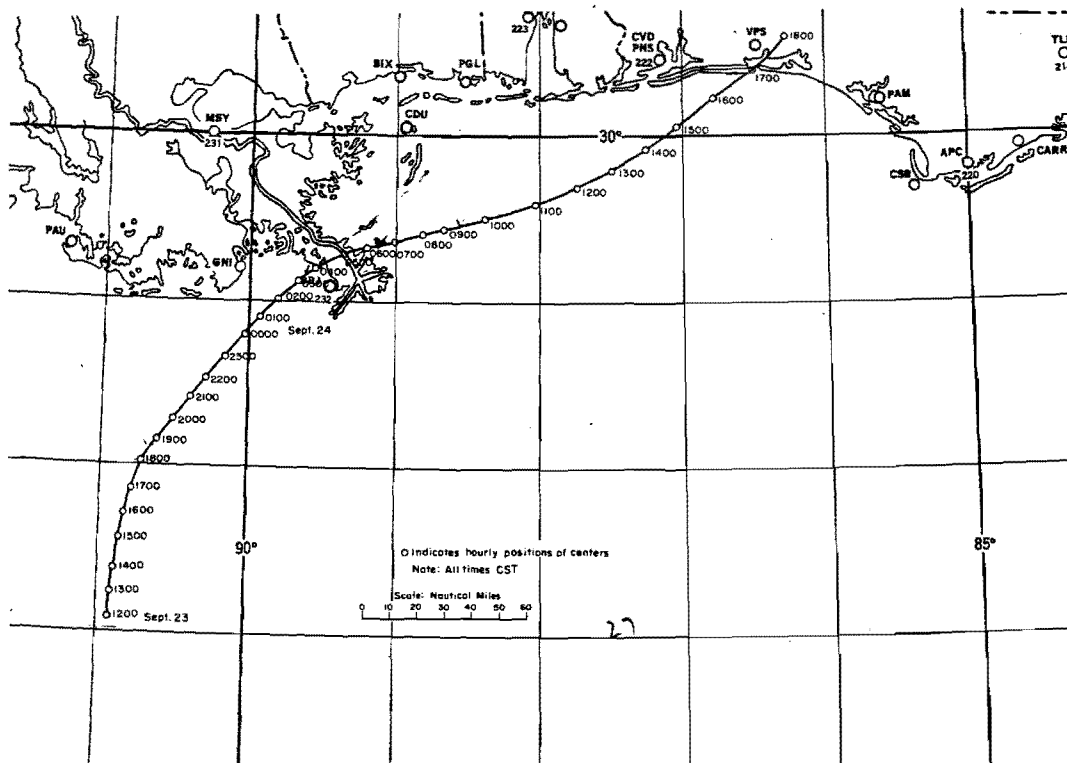 223
CVD
PNS
222
VPS
1800
TL
21
BIX
PGL
1700
PAM
1600
MSY
231
CDU
30°
1500
1400
APC
220
CARR
CSB
1300
1200
1100
1000
0900
0800
0700
PAU
GNI
232
0200
0100
Sept. 24
0000
2300
2200
2100
2000
1900
1800
1700
1600
1500
1400
1300
1200
Sept. 23
90°
85°
O Indicates hourly positions of centers
Note: All times CST
Scale: Nautical Miles
0 10 20 30 40 50 60
27